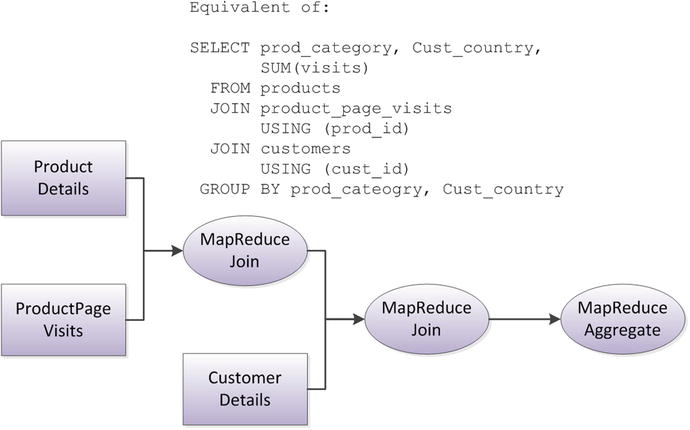 Equivalent of:
SELECT prod_category, Cust_country,
SUM(visits)
FROM products
JOIN product_page_visits
USING (prod_id)
JOIN customers
USING (cust_id)
GROUP BY prod_cateogry, Cust_country
Product
Details
MapReduce
Join
ProductPage
Visits
MapReduce
Join
MapReduce
Aggregate
Customer
Details